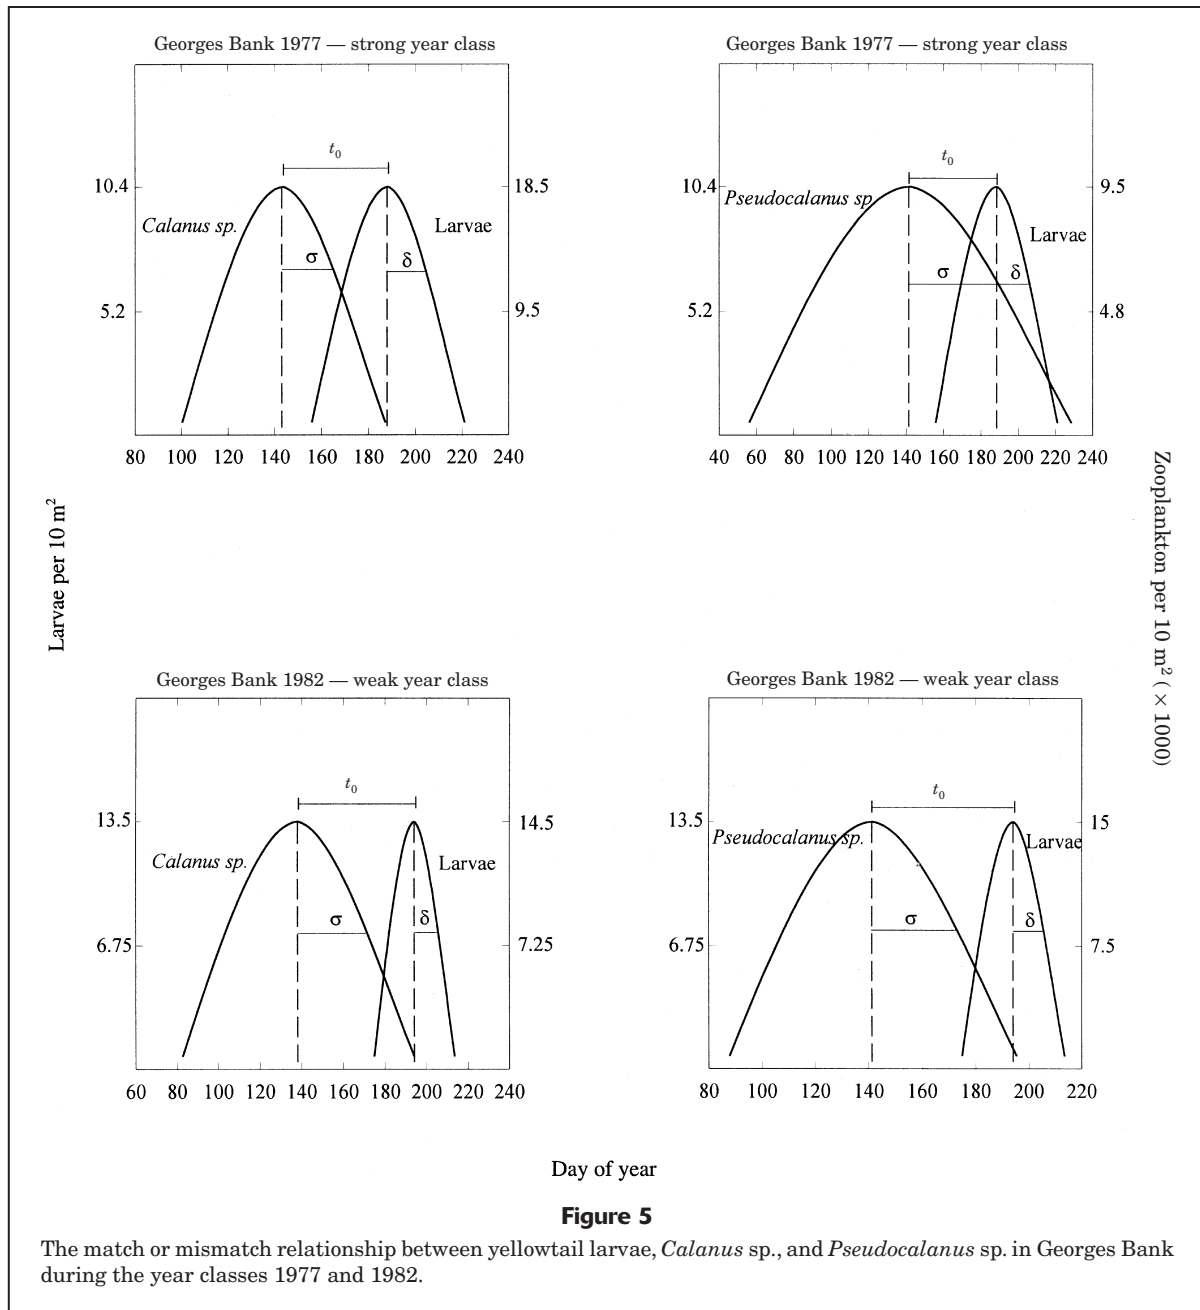 Georges Bank 1977 — strong year class
t0
10.4
18.5
Calanus sp.
Larvae
σ
δ
5.2
9.5
80 100 120 140 160 180 200 220 240
Georges Bank 1977 — strong year class
t0
10.4
9.5
Pseudocalanus sp.
Larvae
σ
δ
5.2
4.8
40 60 80 100 120 140 160 180 200 220 240
Larvae per 10 m²
Zooplankton per 10 m² (× 1000)
Georges Bank 1982 — weak year class
t0
13.5
14.5
Calanus sp.
Larvae
σ
δ
6.75
7.25
60 80 100 120 140 160 180 200 220 240
Georges Bank 1982 — weak year class
t0
13.5
15
Pseudocalanus sp.
Larvae
σ
δ
6.75
7.5
80 100 120 140 160 180 200 220
Day of year
Figure 5
The match or mismatch relationship between yellowtail larvae, Calanus sp., and Pseudocalanus sp. in Georges Bank
during the year classes 1977 and 1982.